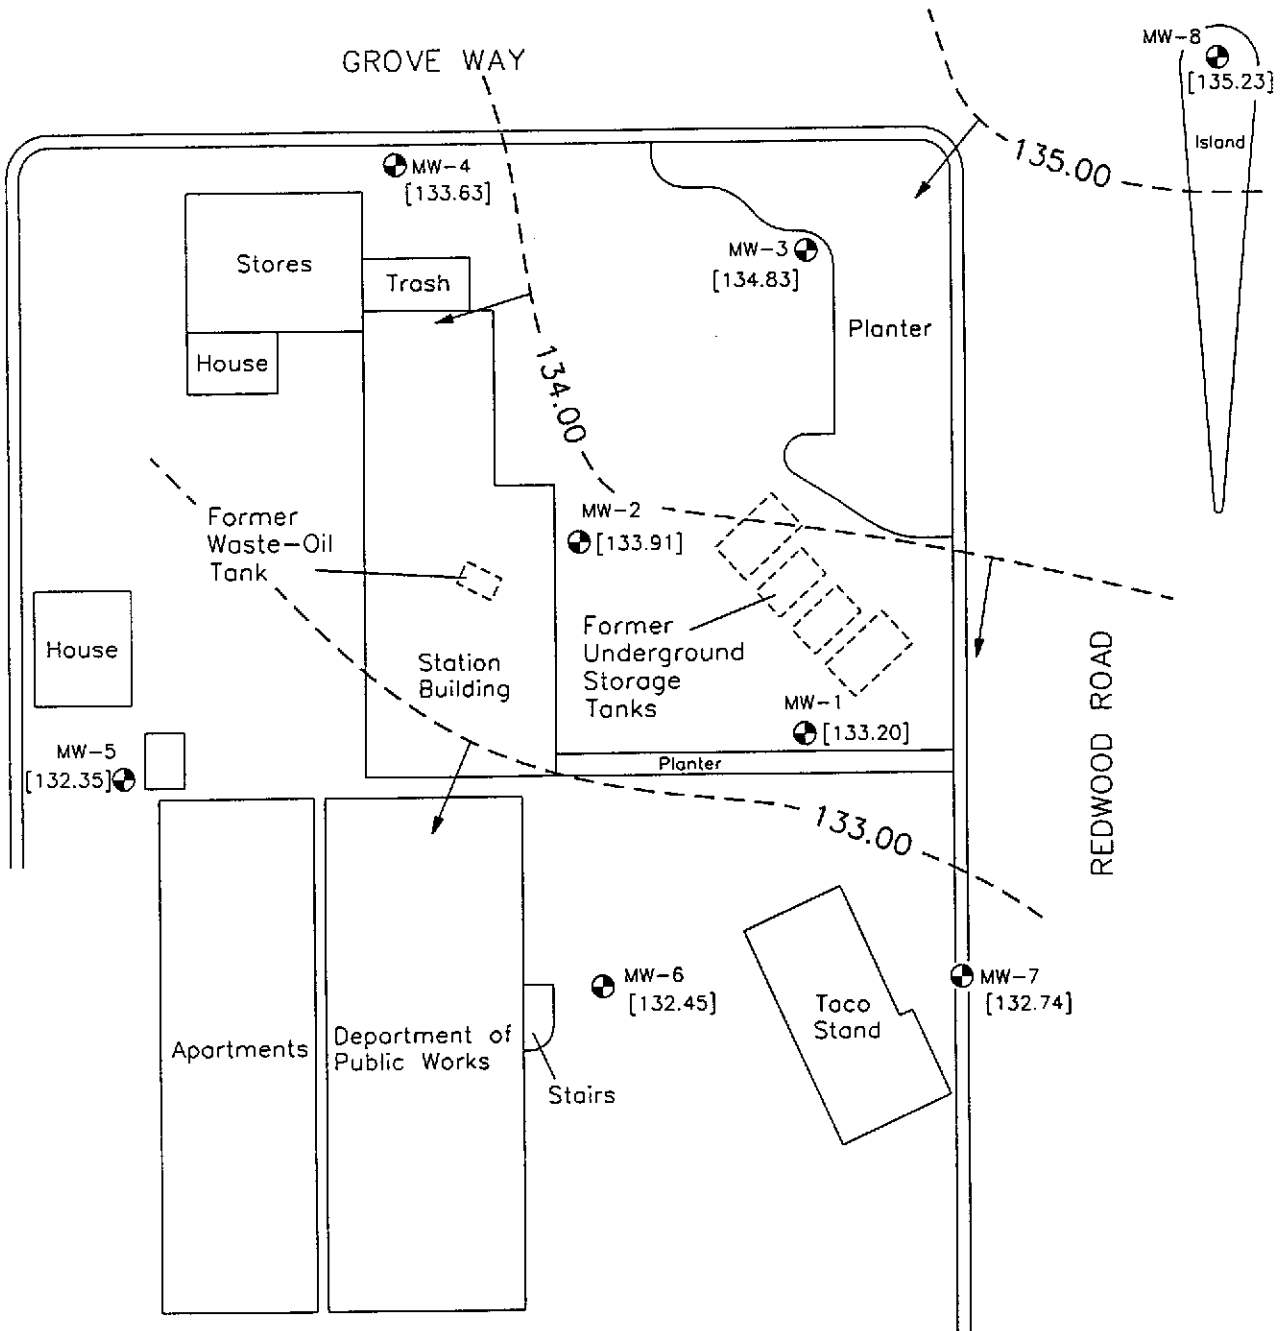 GROVE WAY
MW-8
[135.23]
Island
135.00
MW-4
[133.63]
MW-3
[134.83]
Stores
Trash
Planter
House
134.00
Former
Waste-Oil
Tank
MW-2
[133.91]
House
Station
Building
Former
Underground
Storage
Tanks
REDWOOD ROAD
MW-1
[133.20]
MW-5
[132.35]
Planter
133.00
MW-6
[132.45]
MW-7
[132.74]
Taco
Stand
Apartments
Department of
Public Works
Stairs